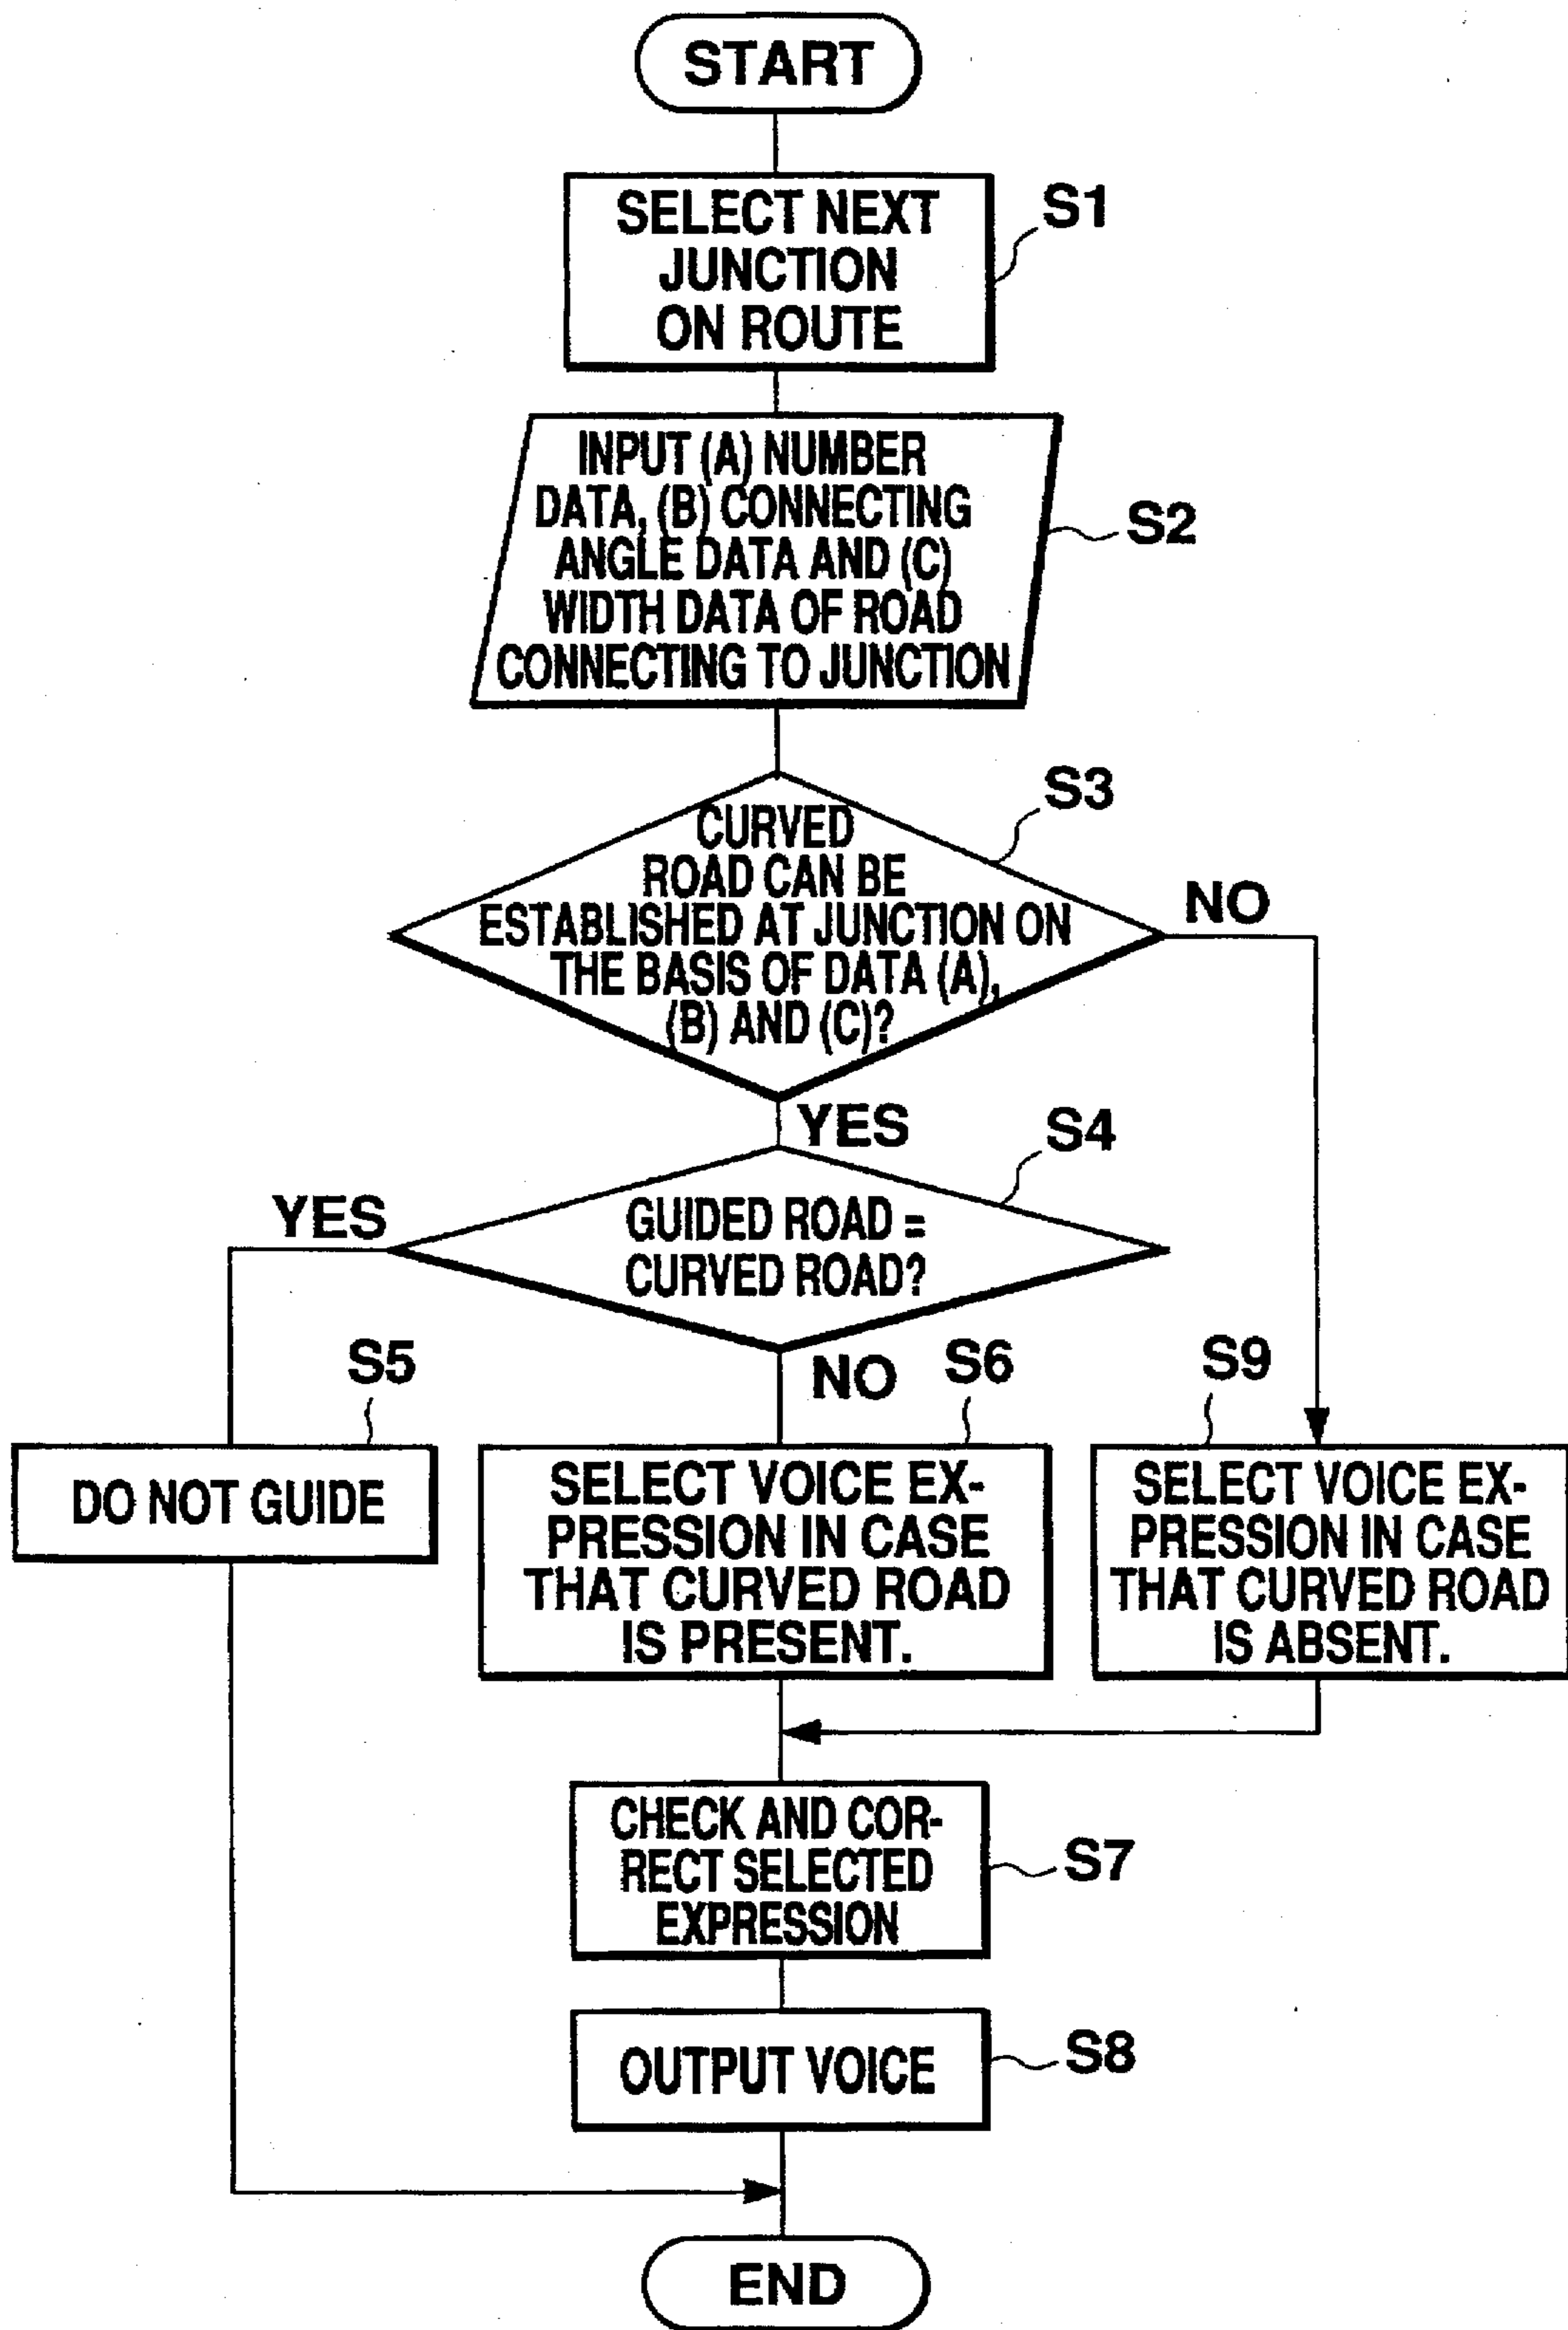 START
SELECT NEXT
JUNCTION
ON ROUTE
S1
INPUT (A) NUMBER
DATA, (B) CONNECTING
ANGLE DATA AND (C)
WIDTH DATA OF ROAD
CONNECTING TO JUNCTION
S2
CURVED
ROAD CAN BE
ESTABLISHED AT JUNCTION ON
THE BASIS OF DATA (A),
(B) AND (C)?
S3
NO
YES
S4
GUIDED ROAD =
CURVED ROAD?
YES
NO
S5
DO NOT GUIDE
S6
SELECT VOICE EX-
PRESSION IN CASE
THAT CURVED ROAD
IS PRESENT.
S9
SELECT VOICE EX-
PRESSION IN CASE
THAT CURVED ROAD
IS ABSENT.
CHECK AND COR-
RECT SELECTED
EXPRESSION
S7
OUTPUT VOICE
S8
END